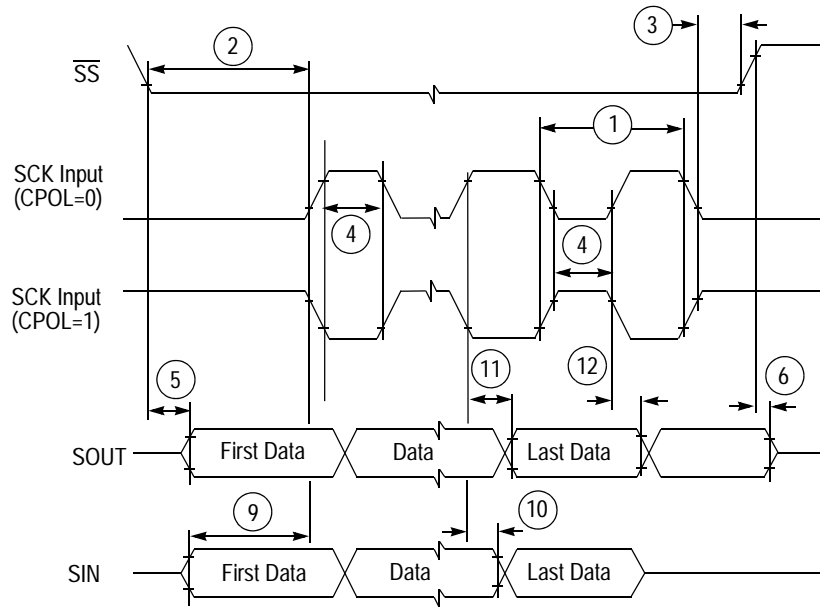 2
3
SS
1
SCK Input
(CPOL=0)
4
4
SCK Input
(CPOL=1)
5
11
12
6
SOUT
First Data
Data
Last Data
9
10
SIN
First Data
Data
Last Data